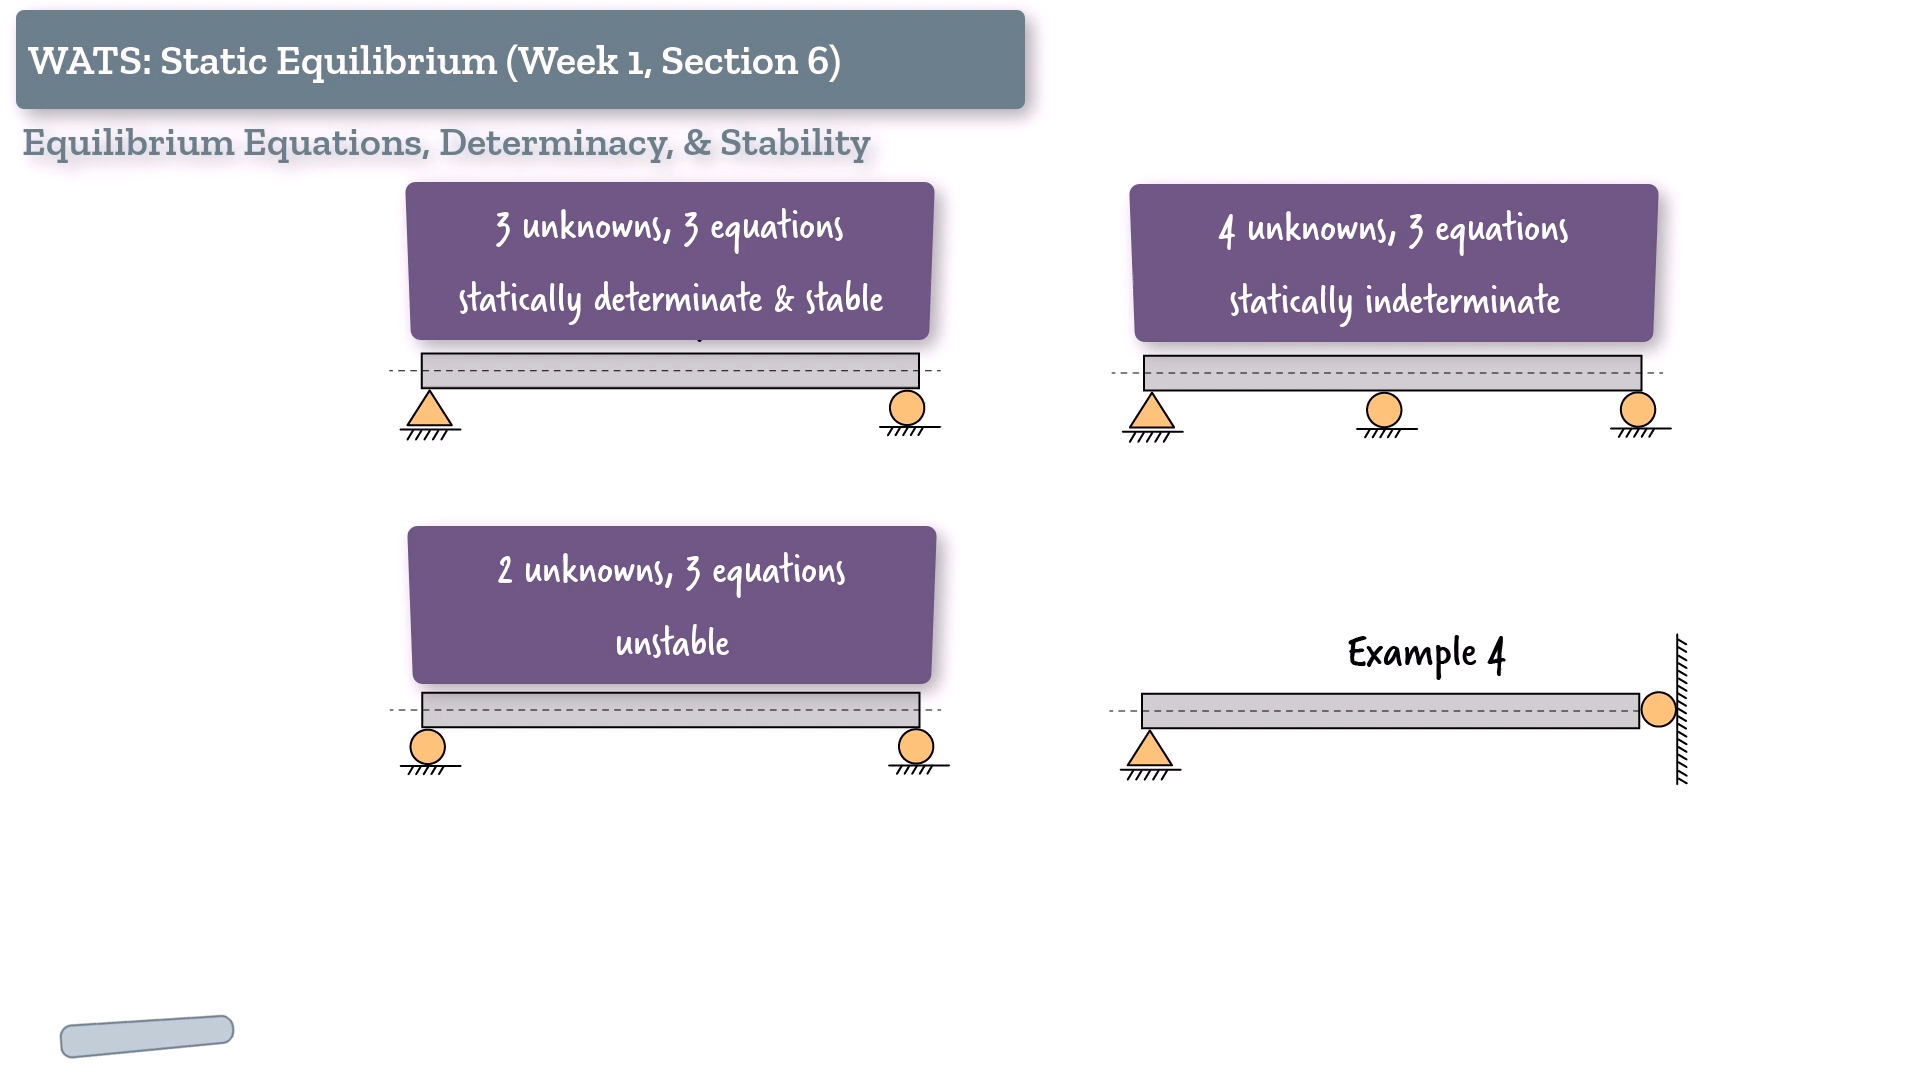 WATS: Static Equilibrium (Week 1, Section 6)
Equilibrium Equations, Determinacy, & Stability
3 unknowns, 3 equations
statically determinate & stable
4 unknowns, 3 equations
statically indeterminate
2 unknowns, 3 equations
unstable
Example 4